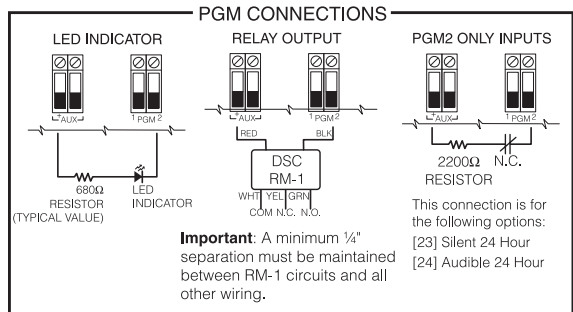 PGM CONNECTIONS
LED INDICATOR
AUX
1 PGM 2
680Ω
RESISTOR
(TYPICAL VALUE)
LED
INDICATOR
RELAY OUTPUT
AUX
1 PGM 2
RED
BLK
DSC
RM-1
WHT YEL GRN
COM N.C. N.O.
Important: A minimum ¼"
separation must be maintained
between RM-1 circuits and all
other wiring.
PGM2 ONLY INPUTS
AUX
1 PGM 2
2200Ω
RESISTOR
N.C.
This connection is for
the following options:
[23] Silent 24 Hour
[24] Audible 24 Hour